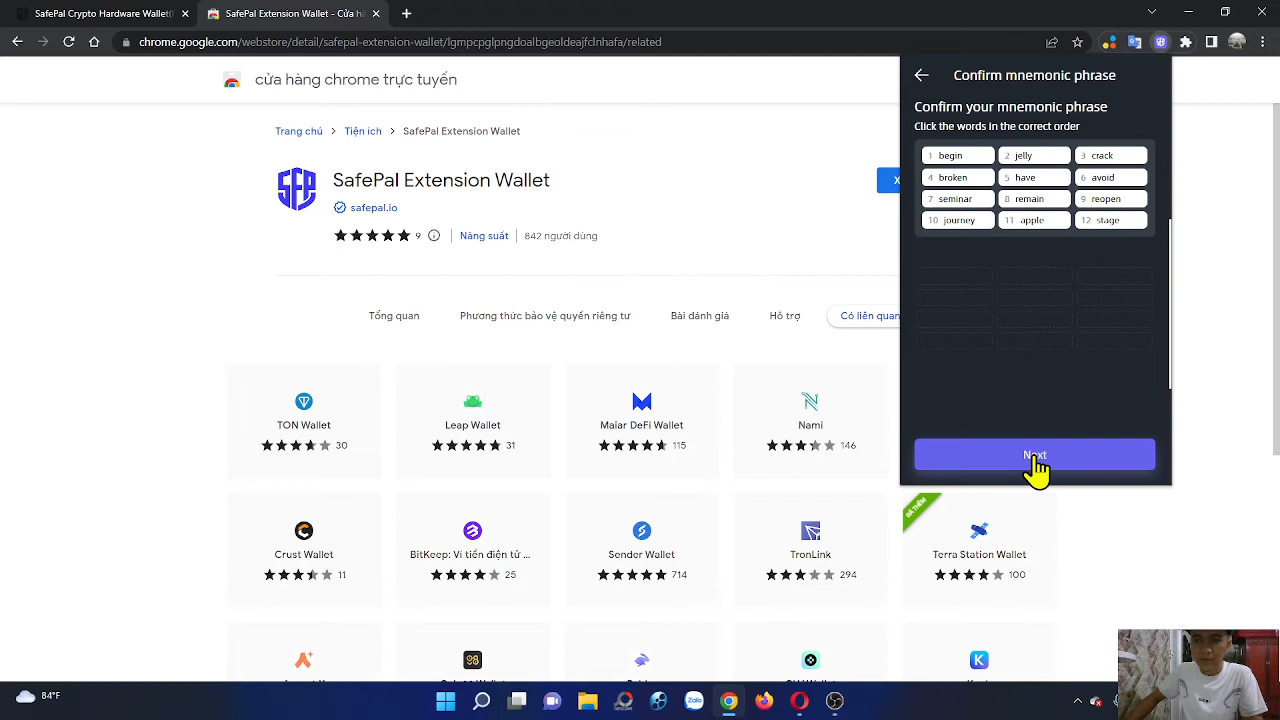 SafePal Crypto Hardware Wallet(
SafePal Extension Wallet - Cửa hà
chrome.google.com/webstore/detail/safepal-extension-wallet/
/related
cửa hàng chrome trực tuyến
Trang chủ > Tiện ích > SafePal Extension Wallet
SafePal Extension Wallet
safepal.io
9 Năng suất 842 người dùng
Tổng quan Phương thức bảo vệ quyền riêng tư Bài đánh giá Hỗ trợ Có liên quan
Confirm mnemonic phrase
Confirm your mnemonic phrase
Click the words in the correct order
1 begin 2 jelly 3 crack
4 broken 5 have 6 avoid
7 seminar 8 remain 9 reopen
10 journey 11 apple 12 stage
Next
TON Wallet Leap Wallet Maiar DeFi Wallet Nami
30 31 115 146
ĐÃ THÊM
Crust Wallet BitKeep: Ví tiền điện tử ... Sender Wallet TronLink Terra Station Wallet
11 25 714 294 100
84°F
Zalo